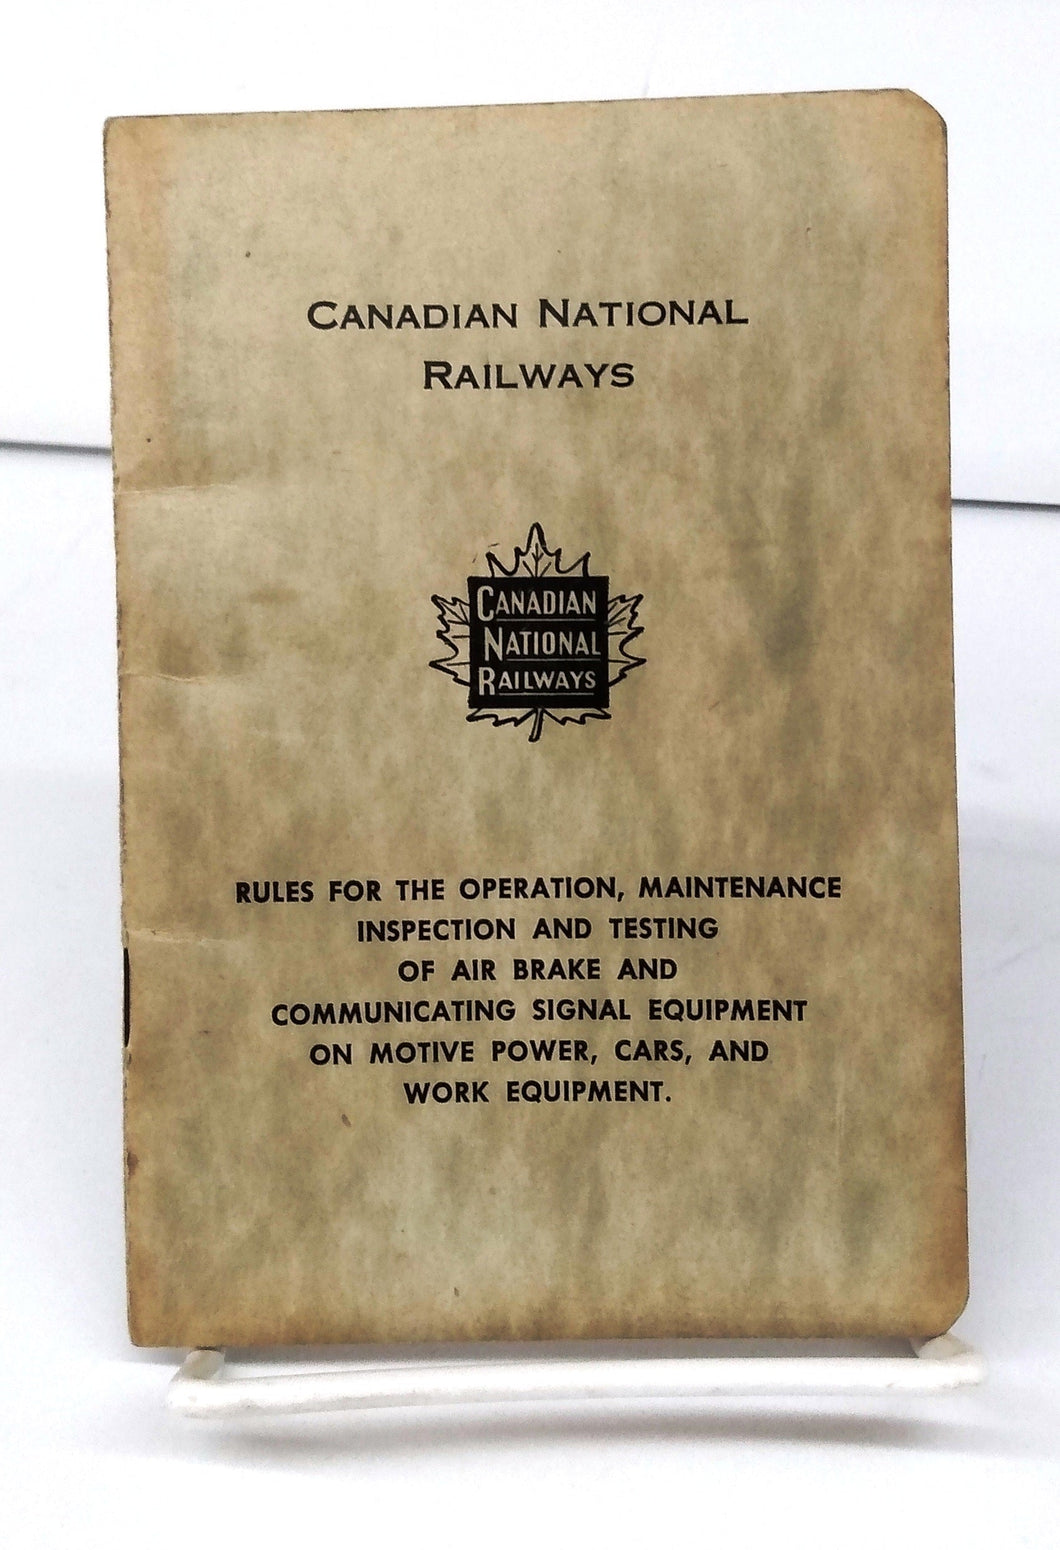 CANADIAN NATIONAL
RAILWAYS
CANADIAN
NATIONAL
RAILWAYS
RULES FOR THE OPERATION, MAINTENANCE
INSPECTION AND TESTING
OF AIR BRAKE AND
COMMUNICATING SIGNAL EQUIPMENT
ON MOTIVE POWER, CARS, AND
WORK EQUIPMENT.